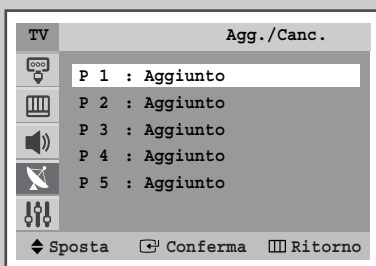 TV Agg./Canc.
P 1 : Aggiunto
P 2 : Aggiunto
P 3 : Aggiunto
P 4 : Aggiunto
P 5 : Aggiunto
Sposta Conferma Ritorno